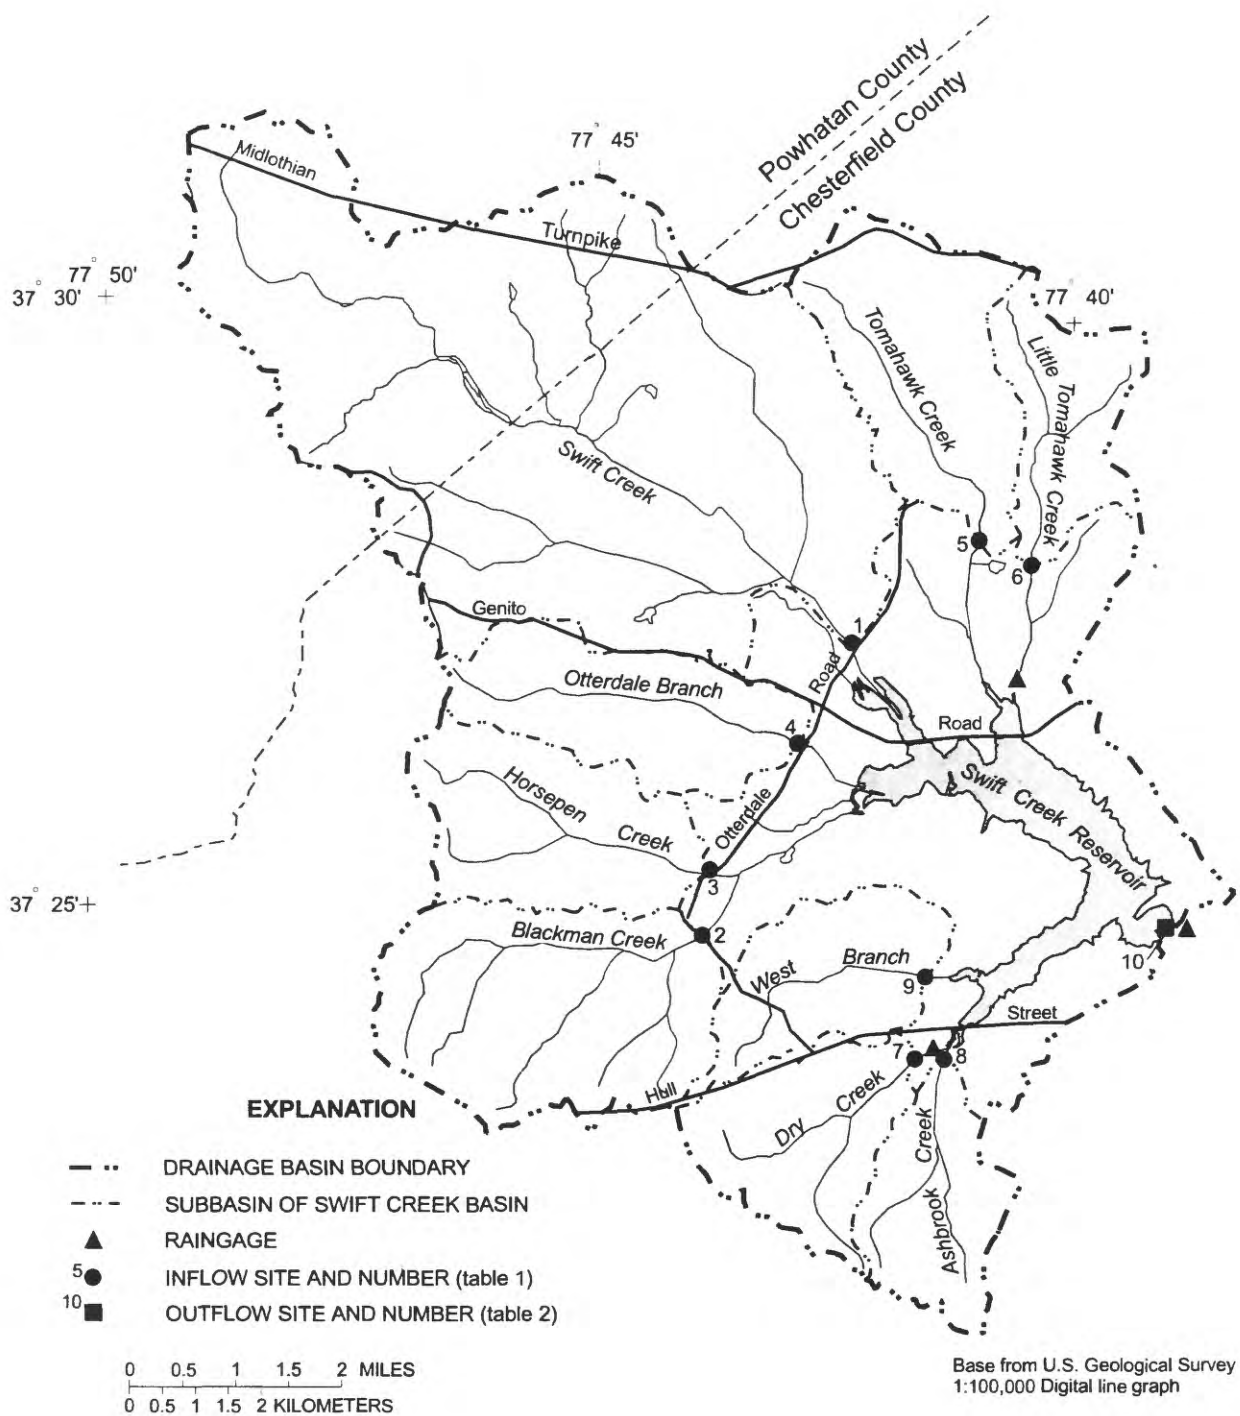 Powhatan County
Chesterfield County
77° 45'
Midlothian
Turnpike
77° 50'
37° 30'
77° 40'
Tomahawk Creek
Little Tomahawk Creek
Swift Creek
5
6
Genito
1
Road
Otterdale Branch
Road
4
Swift Creek Reservoir
Horsepen
Creek
Otterdale
3
37° 25'
Blackman Creek
2
Branch
West
10
9
Street
7
8
Hull
Creek
Dry
Creek
Ashbrook
EXPLANATION
DRAINAGE BASIN BOUNDARY
SUBBASIN OF SWIFT CREEK BASIN
RAINGAGE
5 INFLOW SITE AND NUMBER (table 1)
10 OUTFLOW SITE AND NUMBER (table 2)
0 0.5 1 1.5 2 MILES
0 0.5 1 1.5 2 KILOMETERS
Base from U.S. Geological Survey
1:100,000 Digital line graph